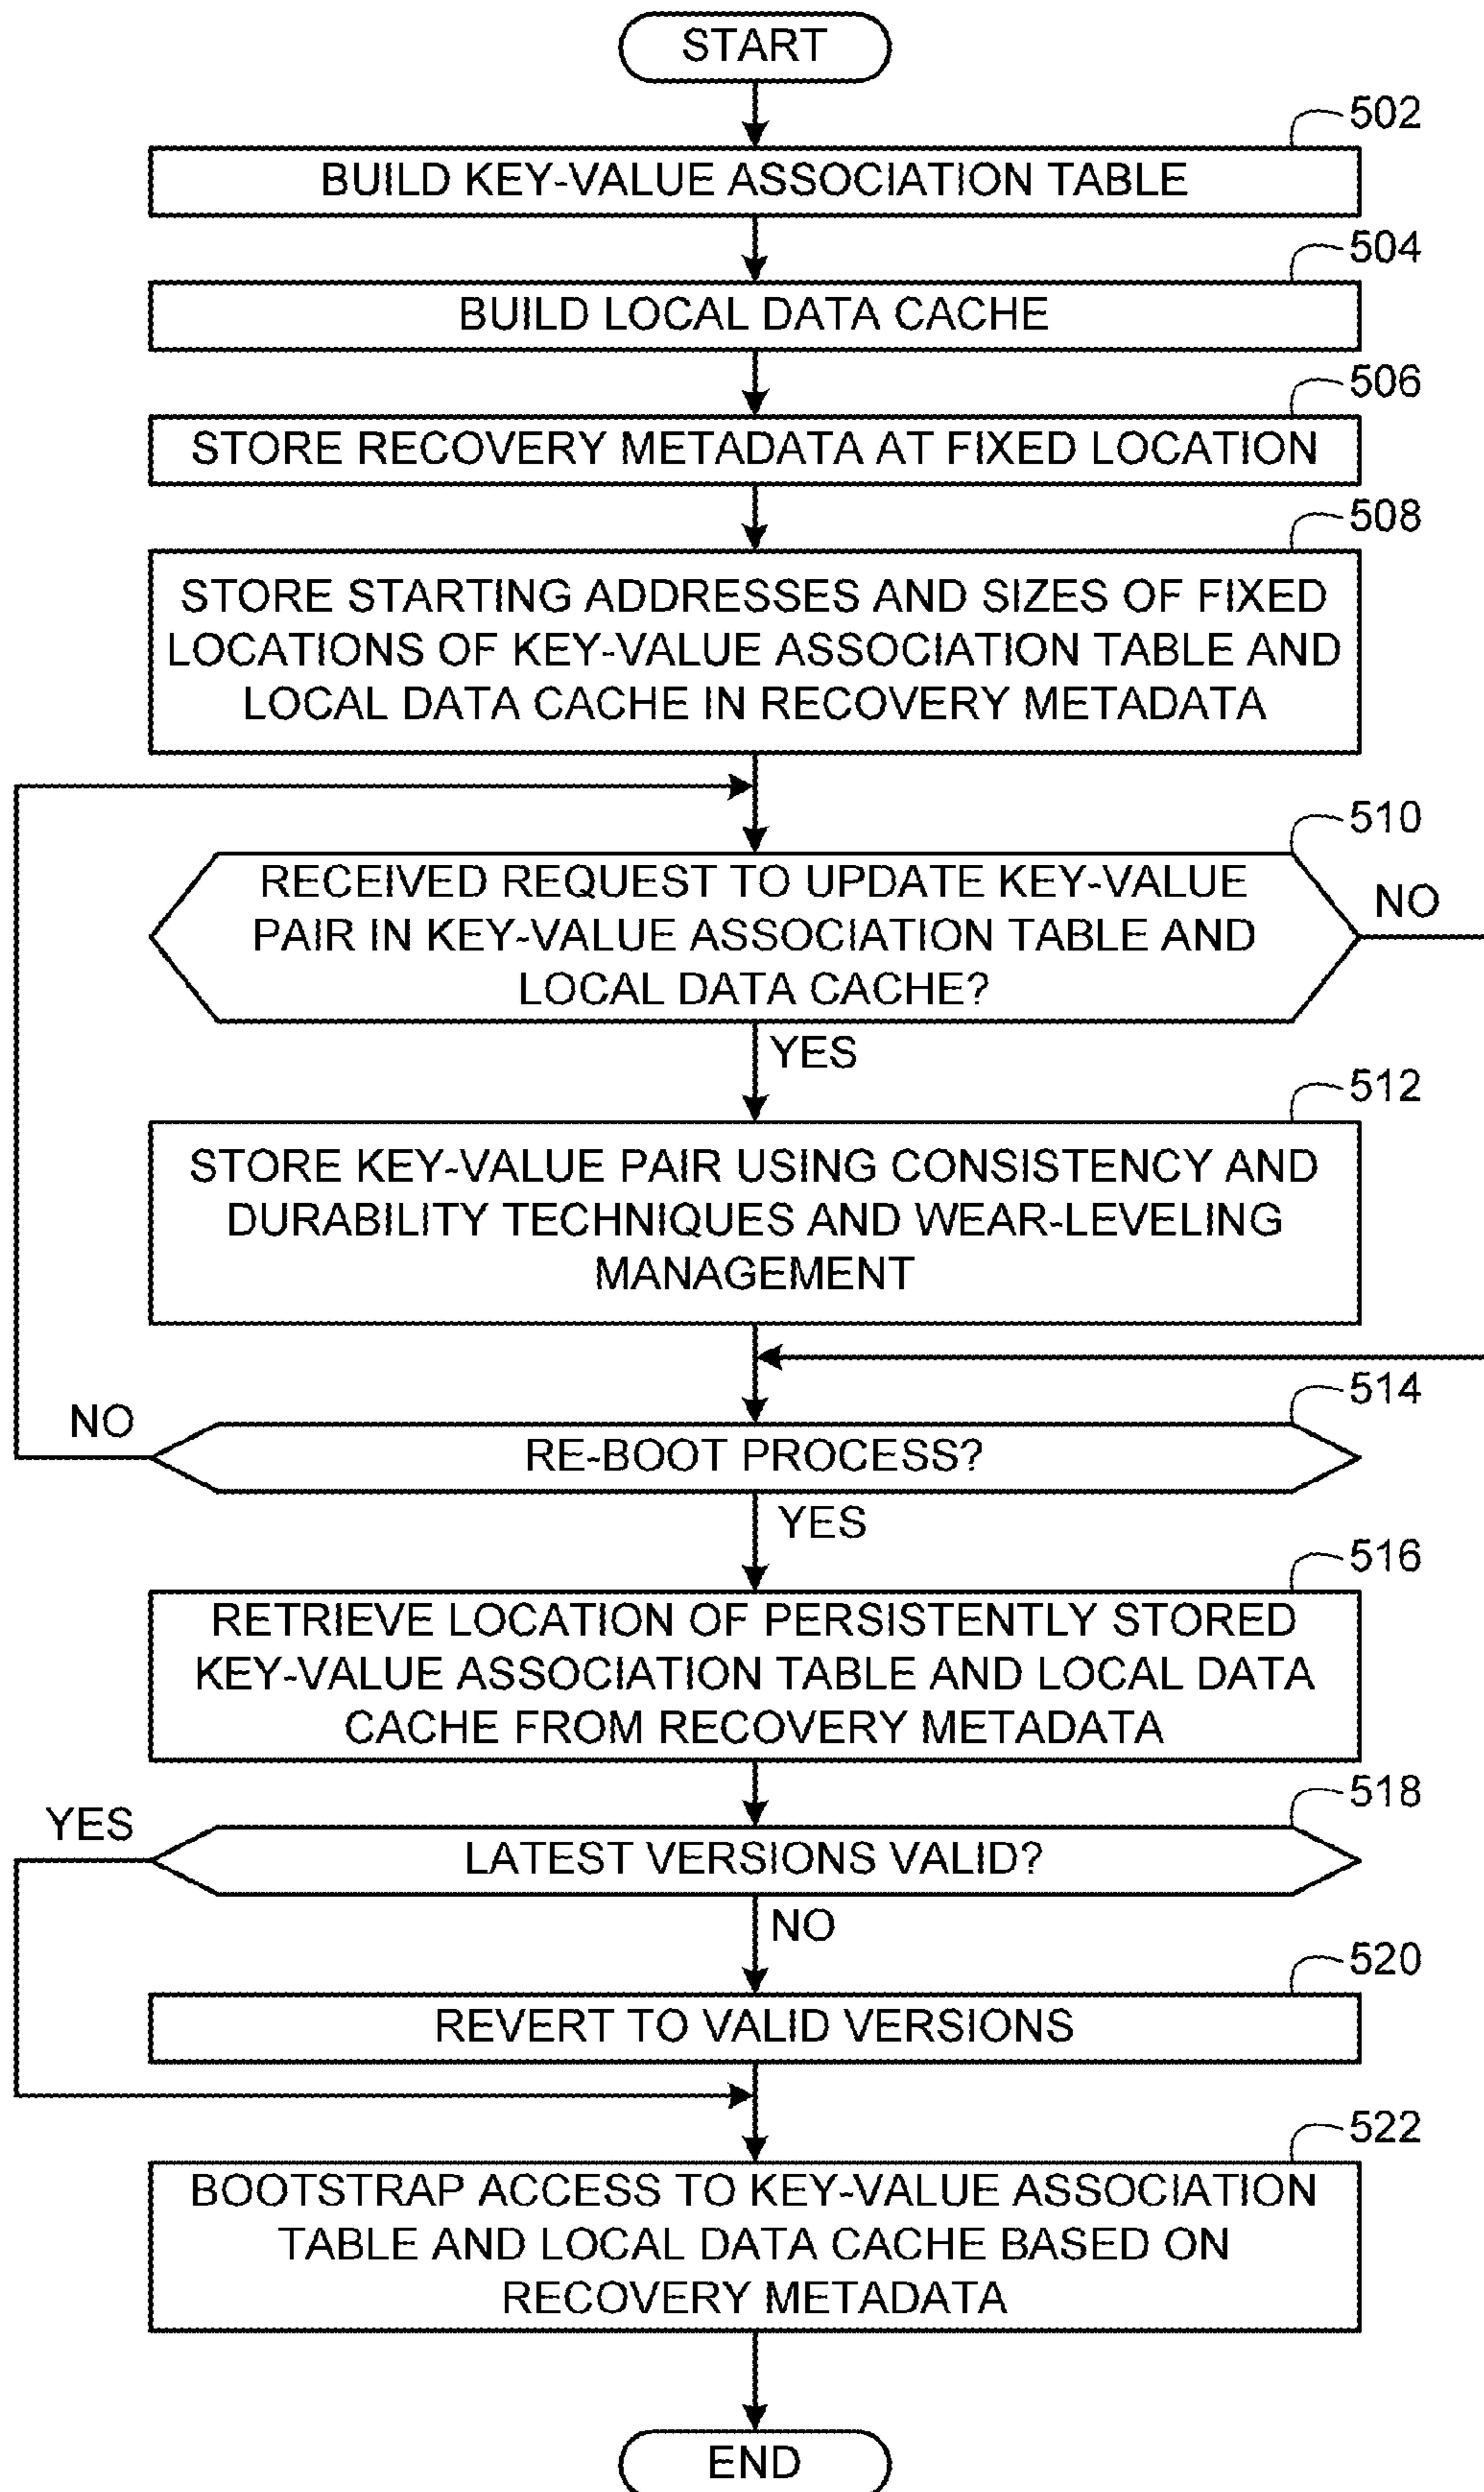 START
502
BUILD KEY-VALUE ASSOCIATION TABLE
504
BUILD LOCAL DATA CACHE
506
STORE RECOVERY METADATA AT FIXED LOCATION
508
STORE STARTING ADDRESSES AND SIZES OF FIXED
LOCATIONS OF KEY-VALUE ASSOCIATION TABLE AND
LOCAL DATA CACHE IN RECOVERY METADATA
510
RECEIVED REQUEST TO UPDATE KEY-VALUE
PAIR IN KEY-VALUE ASSOCIATION TABLE AND
LOCAL DATA CACHE?
NO
YES
512
STORE KEY-VALUE PAIR USING CONSISTENCY AND
DURABILITY TECHNIQUES AND WEAR-LEVELING
MANAGEMENT
514
NO
RE-BOOT PROCESS?
YES
516
RETRIEVE LOCATION OF PERSISTENTLY STORED
KEY-VALUE ASSOCIATION TABLE AND LOCAL DATA
CACHE FROM RECOVERY METADATA
518
YES
LATEST VERSIONS VALID?
NO
520
REVERT TO VALID VERSIONS
522
BOOTSTRAP ACCESS TO KEY-VALUE ASSOCIATION
TABLE AND LOCAL DATA CACHE BASED ON
RECOVERY METADATA
END